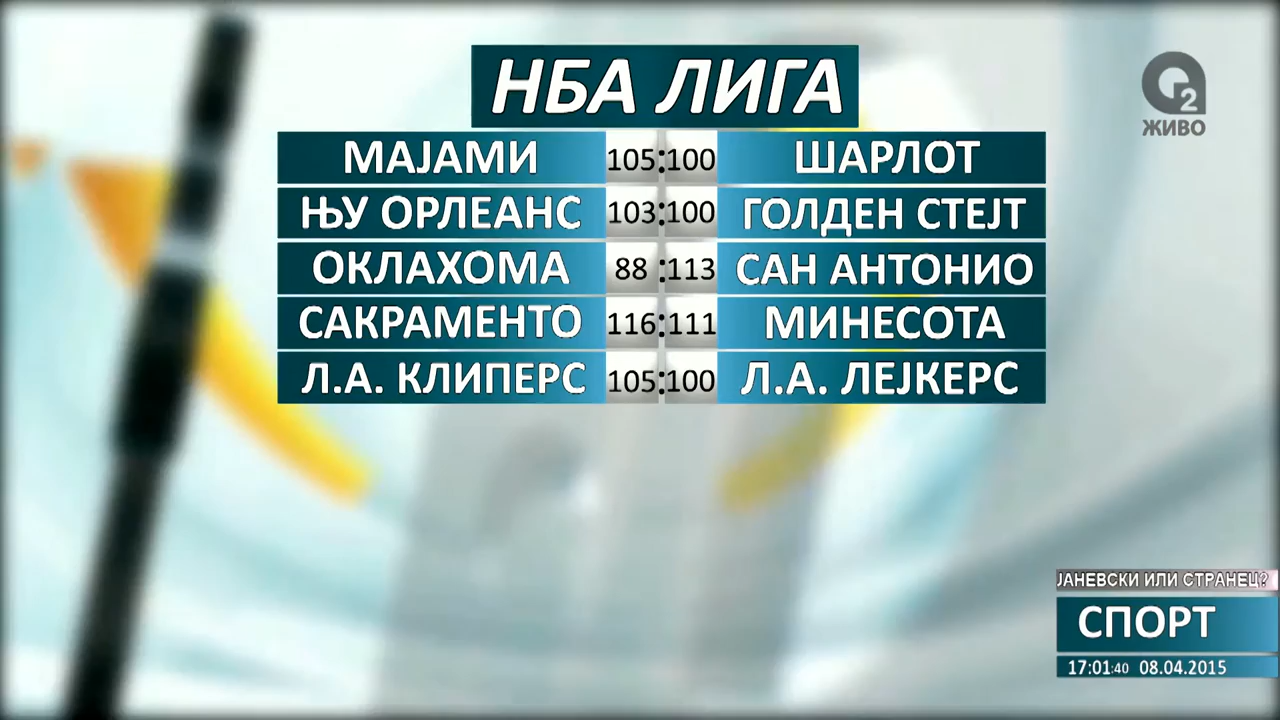 НБА ЛИГА
МАЈАМИ 105:100 ШАРЛОТ
ЊУ ОРЛЕАНС 103:100 ГОЛДЕН СТЕЈТ
ОКЛАХОМА 88:113 САН АНТОНИО
САКРАМЕНТО 116:111 МИНЕСОТА
Л.А. КЛИПЕРС 105:100 Л.А. ЛЕЈКЕРС
2
ЖИВО
ЈАНЕВСКИ ИЛИ СТРАНЕЦ?
СПОРТ
17:01:40 08.04.2015